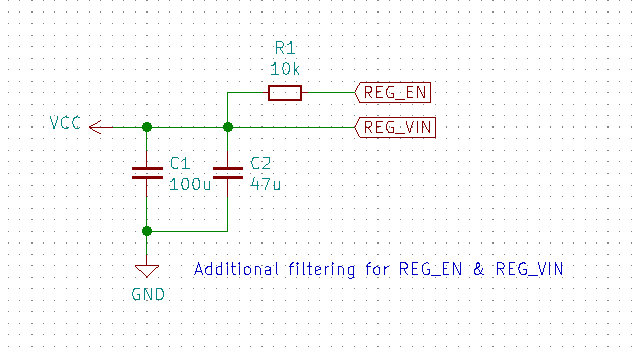 R1
10k
REG_EN
VCC
REG_VIN
C1
100u
C2
47u
Additional filtering for REG_EN & REG_VIN
GND